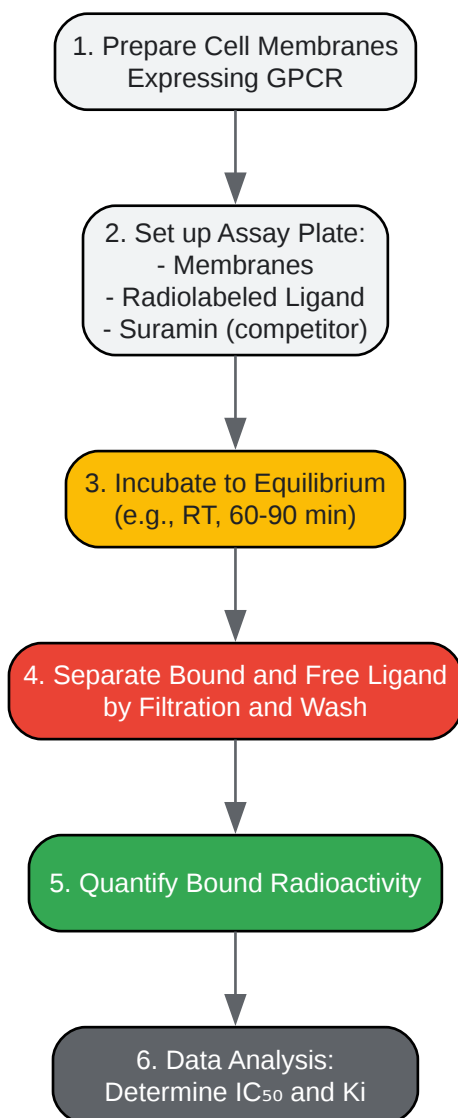 1. Prepare Cell Membranes
Expressing GPCR
2. Set up Assay Plate:
- Membranes
- Radiolabeled Ligand
- Suramin (competitor)
3. Incubate to Equilibrium
(e.g., RT, 60-90 min)
4. Separate Bound and Free Ligand
by Filtration and Wash
5. Quantify Bound Radioactivity
6. Data Analysis:
Determine IC₅₀ and Ki